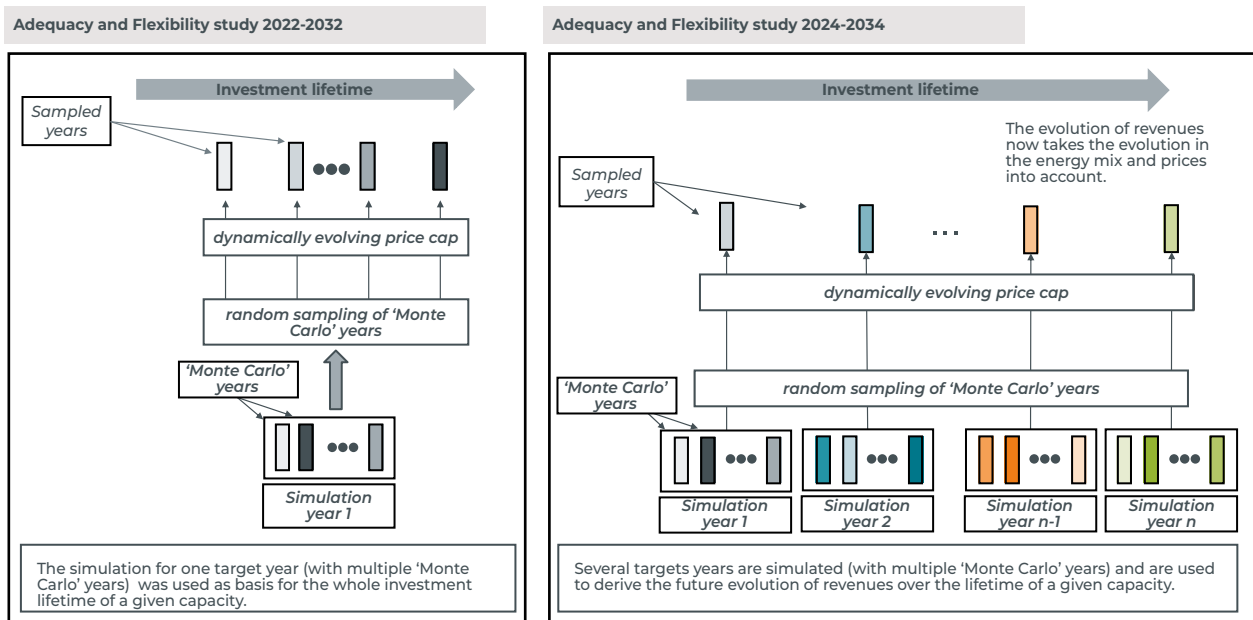 Adequacy and Flexibility study 2022-2032
Investment lifetime
Sampled
years
dynamically evolving price cap
random sampling of ‘Monte
Carlo’ years
‘Monte Carlo’
years
Simulation
year 1
The simulation for one target year (with multiple ‘Monte
Carlo’ years)  was used as basis for the whole investment
lifetime of a given capacity.
Adequacy and Flexibility study 2024-2034
Investment lifetime
The evolution of revenues
now takes the evolution in
the energy mix and prices
into account.
Sampled
years
...
dynamically evolving price cap
random sampling of ‘Monte Carlo’ years
‘Monte Carlo’
years
Simulation
year 1
Simulation
year 2
Simulation
year n-1
Simulation
year n
Several targets years are simulated (with multiple ‘Monte Carlo’ years) and are used
to derive the future evolution of revenues over the lifetime of a given capacity.